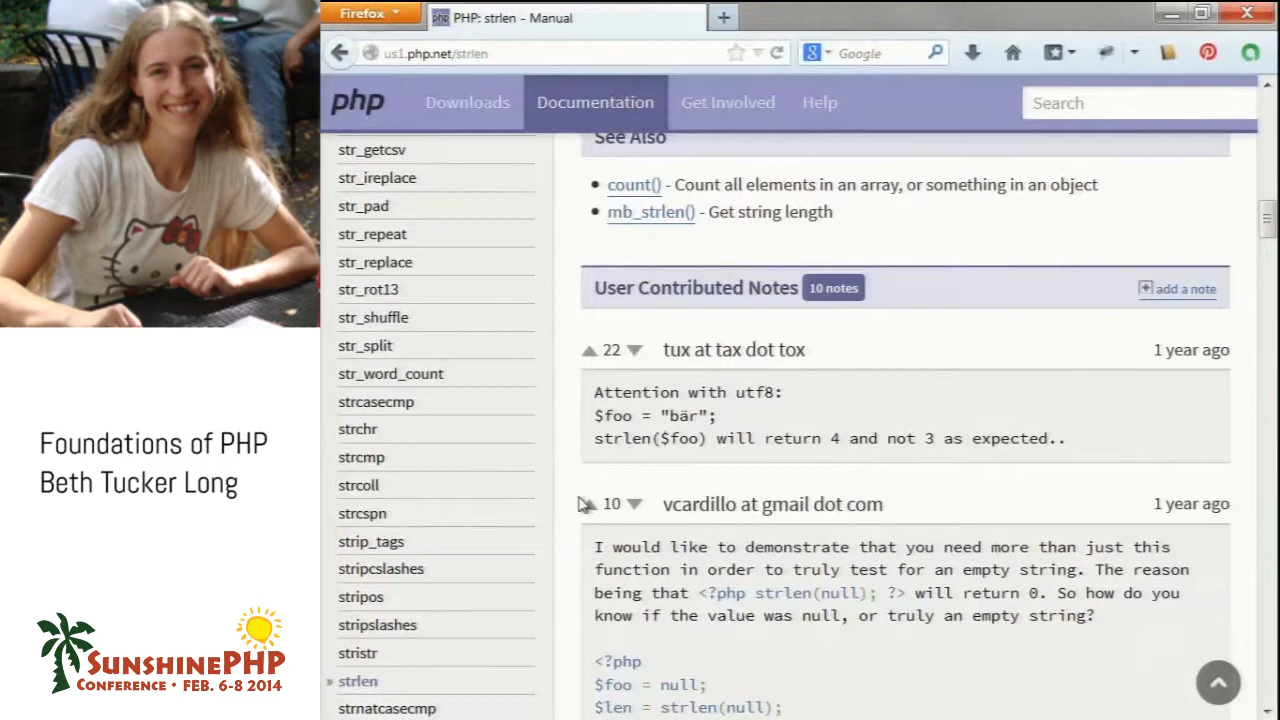 Firefox
PHP: strlen - Manual
us1.php.net/strlen
Google
php
Downloads
Documentation
Get Involved
Help
Search
str_getcsv
str_ireplace
str_pad
str_repeat
str_replace
str_rot13
str_shuffle
str_split
str_word_count
strcasecmp
strchr
strcmp
strcoll
strcspn
strip_tags
stripcslashes
stripos
stripslashes
stristr
» strlen
strnatcasecmp
See Also
• count() - Count all elements in an array, or something in an object
• mb_strlen() - Get string length
User Contributed Notes 10 notes
add a note
22 tux at tax dot tox 1 year ago
Attention with utf8:
$foo = "bär";
strlen($foo) will return 4 and not 3 as expected..
10 vcardillo at gmail dot com 1 year ago
I would like to demonstrate that you need more than just this
function in order to truly test for an empty string. The reason
being that <?php strlen(null); ?> will return 0. So how do you
know if the value was null, or truly an empty string?
<?php
$foo = null;
$len = strlen(null);
Foundations of PHP
Beth Tucker Long
SunshinePHP
Conference • Feb. 6-8 2014